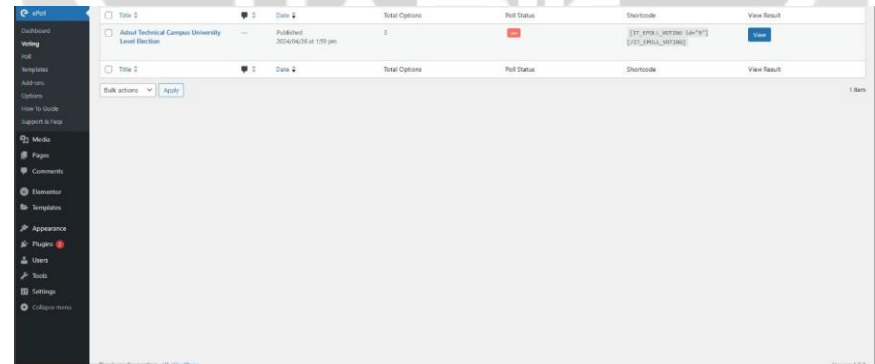 ePoll
Dashboard
Voting
Poll
Templates
Add-ons
Options
How To Guide
Support & Faqs
Media
Pages
Comments
Elementor
Templates
Appearance
Plugins
Users
Tools
Settings
Collapse menu
Title Date Total Options Poll Status Shortcode View Result
Adsul Technical Campus University
Level Election
—
Published
2024/04/26 at 1:59 pm
3
[IT_EPOLL_VOTING id="9"]
[/IT_EPOLL_VOTING]
View
Title Date Total Options Poll Status Shortcode View Result
Bulk actions Apply 1 item